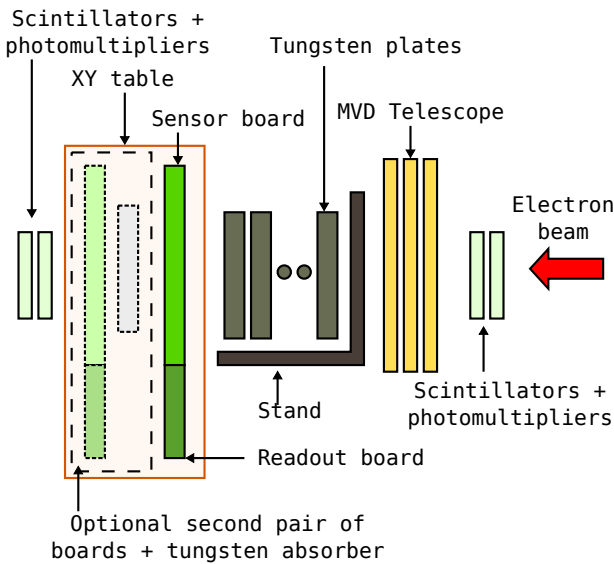 Scintillators +
photomultipliers
XY table
Sensor board
Tungsten plates
MVD Telescope
Electron
beam
Stand
Scintillators +
photomultipliers
Readout board
Optional second pair of
boards + tungsten absorber